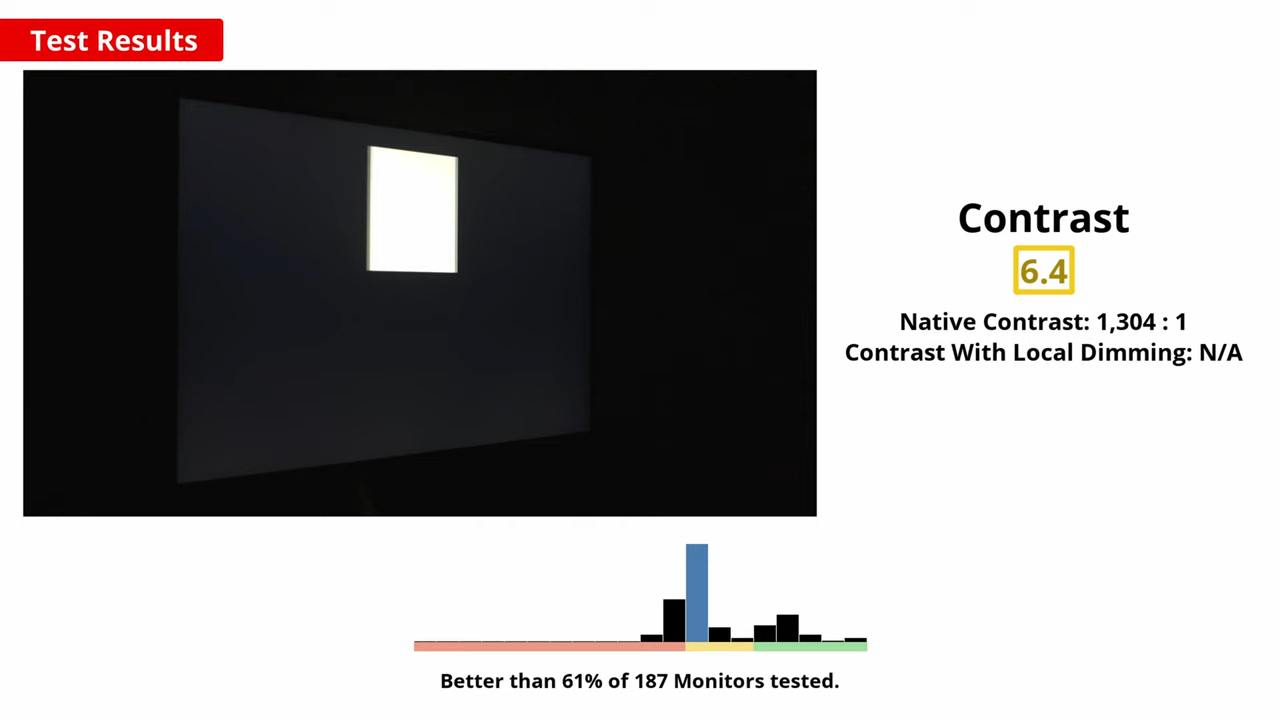 Test Results
Contrast
6.4
Native Contrast: 1,304 : 1
Contrast With Local Dimming: N/A
Better than 61% of 187 Monitors tested.